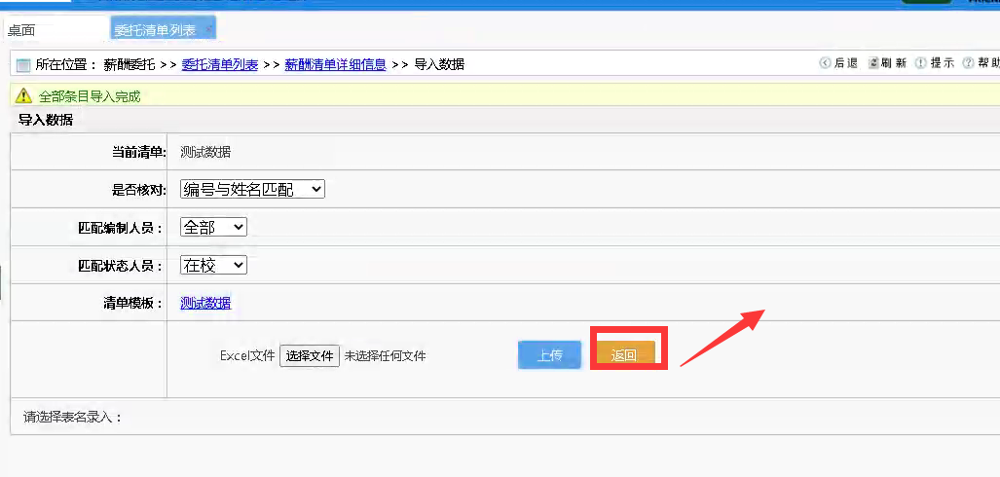 桌面 委托清单列表
所在位置： 薪酬委托 >> 委托清单列表 >> 薪酬清单详细信息 >> 导入数据 后退 刷新 提示 帮助
全部条目导入完成
导入数据
当前清单: 测试数据
是否核对: 编号与姓名匹配
匹配编制人员： 全部
匹配状态人员： 在校
清单模板： 测试数据
Excel文件 选择文件 未选择任何文件 上传 返回
请选择表名录入：